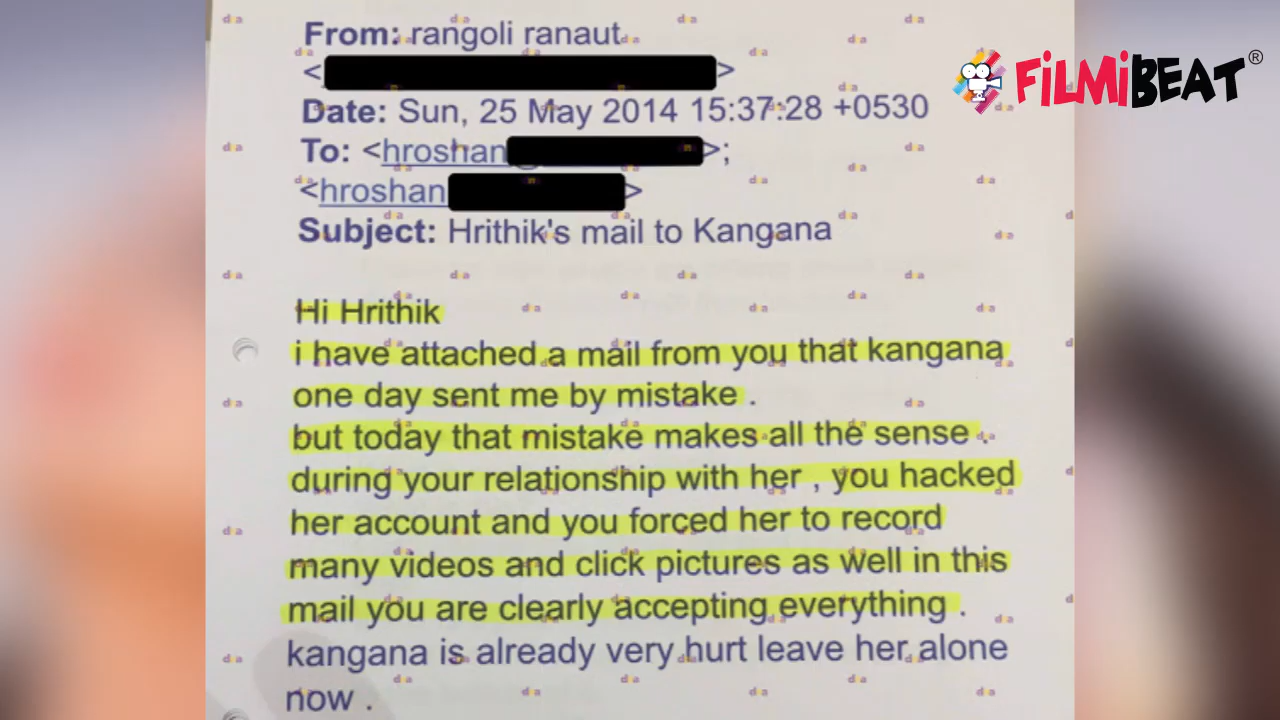 From: rangoli ranaut
< >
Date: Sun, 25 May 2014 15:37:28 +0530
To: <hroshan >;
<hroshan >
Subject: Hrithik's mail to Kangana
Hi Hrithik
i have attached a mail from you that kangana
one day sent me by mistake .
but today that mistake makes all the sense .
during your relationship with her , you hacked
her account and you forced her to record
many videos and click pictures as well in this
mail you are clearly accepting everything .
kangana is already very hurt leave her alone
now .
FILMiBEAT®